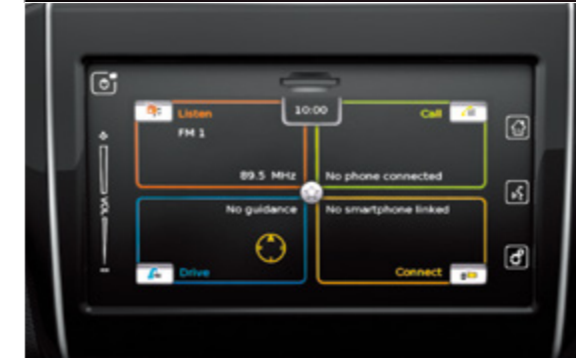 10:00
Listen
Call
FM 1
89.5 MHz
No phone connected
No guidance
No smartphone linked
VOL
Drive
Connect